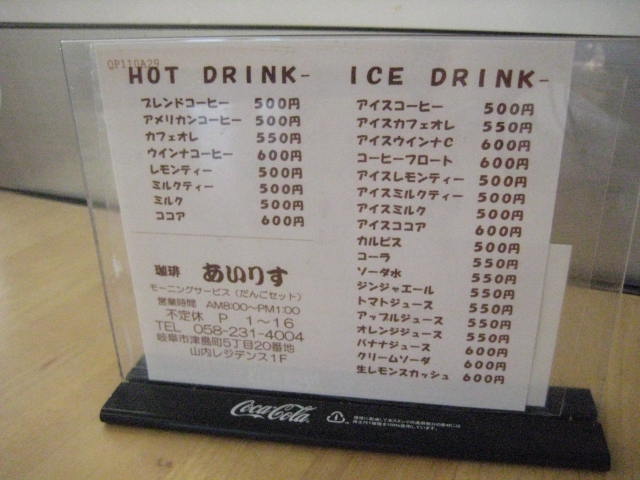 QP110A29
HOT DRINK-
ブレンドコーヒー 500円
アメリカンコーヒー 500円
カフェオレ 550円
ウインナコーヒー 600円
レモンティー 500円
ミルクティー 500円
ミルク 500円
ココア 600円
珈琲 あいりす
モーニングサービス(だんごセット)
営業時間 AM8:00~PM1:00
不定休 P 1~16
TEL 058-231-4004
岐阜市津島町5丁目20番地
山内レジデンス1F
ICE DRINK-
アイスコーヒー 500円
アイスカフェオレ 550円
アイスウインナC 600円
コーヒーフロート 600円
アイスレモンティー 500円
アイスミルクティー 500円
アイスミルク 500円
アイスココア 600円
カルピス 500円
コーラ 550円
ソーダ水 550円
ジンジャエール 550円
トマトジュース 550円
アップルジュース 550円
オレンジジュース 550円
バナナジュース 600円
クリームソーダ 600円
生レモンスカッシュ 600円
Coca-Cola